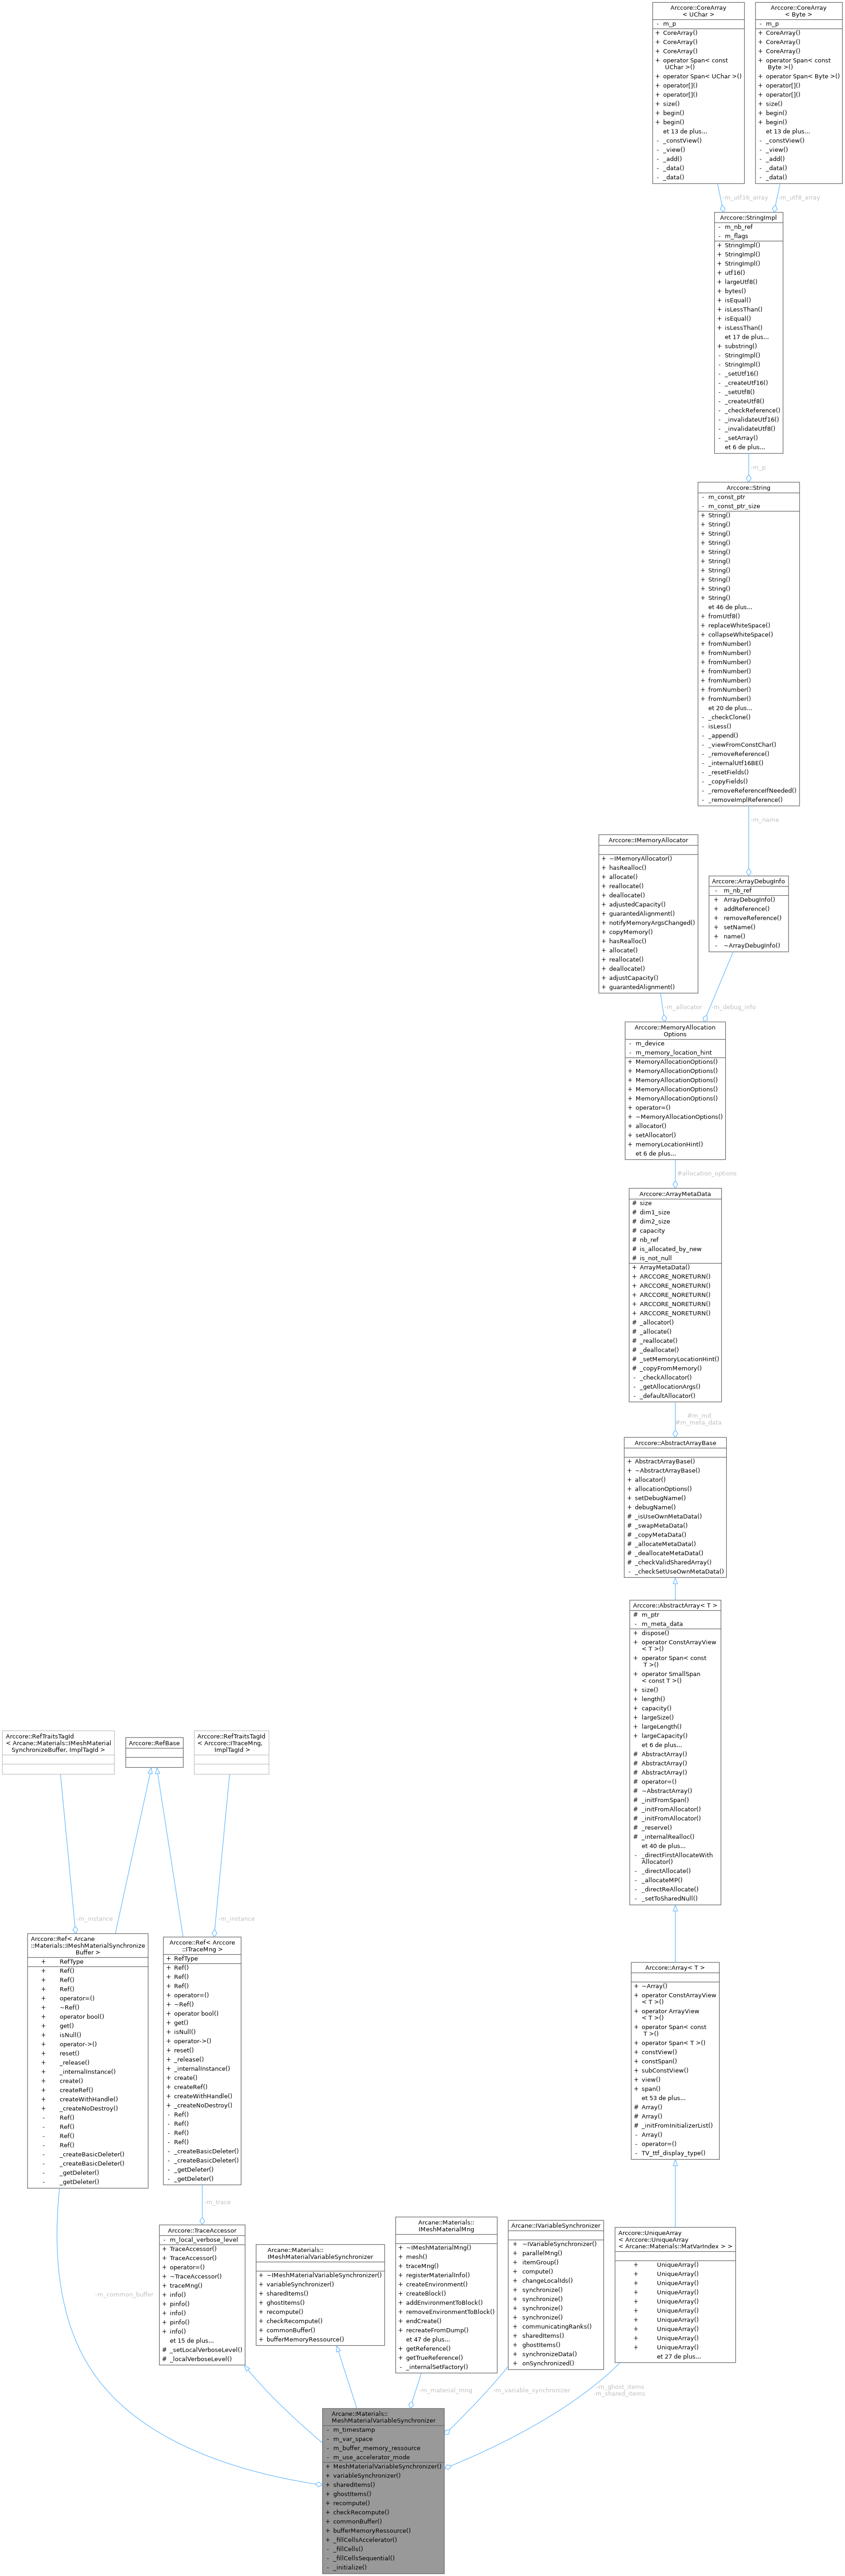 Arccore::CoreArray
< UChar >
- m_p
+ CoreArray()
+ CoreArray()
+ CoreArray()
+ operator Span< const
UChar >()
+ operator Span< UChar >()
+ operator[]()
+ operator[]()
+ size()
+ begin()
+ begin()
et 13 de plus...
- _constView()
- _view()
- _add()
- _data()
- _data()
Arccore::CoreArray
< Byte >
- m_p
+ CoreArray()
+ CoreArray()
+ CoreArray()
+ operator Span< const
Byte >()
+ operator Span< Byte >()
+ operator[]()
+ operator[]()
+ size()
+ begin()
+ begin()
et 13 de plus...
- _constView()
- _view()
- _add()
- _data()
- _data()
-m_utf16_array
-m_utf8_array
Arccore::StringImpl
- m_nb_ref
- m_flags
+ StringImpl()
+ StringImpl()
+ StringImpl()
+ utf16()
+ largeUtf8()
+ bytes()
+ isEqual()
+ isLessThan()
+ isEqual()
+ isLessThan()
et 17 de plus...
+ substring()
- StringImpl()
- StringImpl()
- _setUtf16()
- _createUtf16()
- _setUtf8()
- _createUtf8()
- _checkReference()
- _invalidateUtf16()
- _invalidateUtf8()
- _setArray()
et 6 de plus...
-m_p
Arccore::String
- m_const_ptr
- m_const_ptr_size
+ String()
+ String()
+ String()
+ String()
+ String()
+ String()
+ String()
+ String()
+ String()
+ String()
et 46 de plus...
+ fromUtf8()
+ replaceWhiteSpace()
+ collapseWhiteSpace()
+ fromNumber()
+ fromNumber()
+ fromNumber()
+ fromNumber()
+ fromNumber()
+ fromNumber()
+ fromNumber()
et 20 de plus...
- _checkClone()
- isLess()
- _append()
- _viewFromConstChar()
- _removeReference()
- _internalUtf16BE()
- _resetFields()
- _copyFields()
- _removeReferenceIfNeeded()
- _removeImplReference()
-m_name
Arccore::IMemoryAllocator
+ ~IMemoryAllocator()
+ hasRealloc()
+ allocate()
+ reallocate()
+ deallocate()
+ adjustedCapacity()
+ guarantedAlignment()
+ notifyMemoryArgsChanged()
+ copyMemory()
+ hasRealloc()
+ allocate()
+ reallocate()
+ deallocate()
+ adjustCapacity()
+ guarantedAlignment()
Arccore::ArrayDebugInfo
- m_nb_ref
+ ArrayDebugInfo()
+ addReference()
+ removeReference()
+ setName()
+ name()
- ~ArrayDebugInfo()
-m_allocator
-m_debug_info
Arccore::MemoryAllocation
Options
- m_device
- m_memory_location_hint
+ MemoryAllocationOptions()
+ MemoryAllocationOptions()
+ MemoryAllocationOptions()
+ MemoryAllocationOptions()
+ MemoryAllocationOptions()
+ operator=()
+ ~MemoryAllocationOptions()
+ allocator()
+ setAllocator()
+ memoryLocationHint()
et 6 de plus...
#allocation_options
Arccore::ArrayMetaData
# size
# dim1_size
# dim2_size
# capacity
# nb_ref
# is_allocated_by_new
# is_not_null
+ ArrayMetaData()
+ ARCCORE_NORETURN()
+ ARCCORE_NORETURN()
+ ARCCORE_NORETURN()
+ ARCCORE_NORETURN()
+ ARCCORE_NORETURN()
# _allocator()
# _allocate()
# _reallocate()
# _deallocate()
# _setMemoryLocationHint()
# _copyFromMemory()
- _checkAllocator()
- _getAllocationArgs()
- _defaultAllocator()
#m_md
#m_meta_data
Arccore::AbstractArrayBase
+ AbstractArrayBase()
+ ~AbstractArrayBase()
+ allocator()
+ allocationOptions()
+ setDebugName()
+ debugName()
# _isUseOwnMetaData()
# _swapMetaData()
# _copyMetaData()
# _allocateMetaData()
# _deallocateMetaData()
# _checkValidSharedArray()
- _checkSetUseOwnMetaData()
Arccore::AbstractArray< T >
# m_ptr
- m_meta_data
+ dispose()
+ operator ConstArrayView
< T >()
+ operator Span< const
T >()
+ operator SmallSpan
< const T >()
+ size()
+ length()
+ capacity()
+ largeSize()
+ largeLength()
+ largeCapacity()
et 6 de plus...
# AbstractArray()
# AbstractArray()
# AbstractArray()
# operator=()
# ~AbstractArray()
# _initFromSpan()
# _initFromAllocator()
# _initFromAllocator()
# _reserve()
# _internalRealloc()
et 40 de plus...
- _directFirstAllocateWith
Allocator()
- _directAllocate()
- _allocateMP()
- _directReAllocate()
- _setToSharedNull()
Arccore::RefTraitsTagId
< Arcane::Materials::IMeshMaterial
SynchronizeBuffer, ImplTagId >
Arccore::RefBase
Arccore::RefTraitsTagId
< Arccore::ITraceMng,
ImplTagId >
-m_instance
-m_instance
Arccore::Ref< Arcane
::Materials::IMeshMaterialSynchronize
Buffer >
+ RefType
+ Ref()
+ Ref()
+ Ref()
+ operator=()
+ ~Ref()
+ operator bool()
+ get()
+ isNull()
+ operator->()
+ reset()
+ _release()
+ _internalInstance()
+ create()
+ createRef()
+ createWithHandle()
+ _createNoDestroy()
- Ref()
- Ref()
- Ref()
- Ref()
- _createBasicDeleter()
- _createBasicDeleter()
- _getDeleter()
- _getDeleter()
Arccore::Ref< Arccore
::ITraceMng >
+ RefType
+ Ref()
+ Ref()
+ Ref()
+ operator=()
+ ~Ref()
+ operator bool()
+ get()
+ isNull()
+ operator->()
+ reset()
+ _release()
+ _internalInstance()
+ create()
+ createRef()
+ createWithHandle()
+ _createNoDestroy()
- Ref()
- Ref()
- Ref()
- Ref()
- _createBasicDeleter()
- _createBasicDeleter()
- _getDeleter()
- _getDeleter()
Arccore::Array< T >
+ ~Array()
+ operator ConstArrayView
< T >()
+ operator ArrayView
< T >()
+ operator Span< const
T >()
+ operator Span< T >()
+ constView()
+ constSpan()
+ subConstView()
+ view()
+ span()
et 53 de plus...
# Array()
# Array()
# _initFromInitializerList()
- Array()
- operator=()
- TV_ttf_display_type()
-m_trace
Arccore::TraceAccessor
- m_local_verbose_level
+ TraceAccessor()
+ TraceAccessor()
+ operator=()
+ ~TraceAccessor()
+ traceMng()
+ info()
+ pinfo()
+ info()
+ pinfo()
+ info()
et 15 de plus...
# _setLocalVerboseLevel()
# _localVerboseLevel()
Arcane::Materials::
IMeshMaterialVariableSynchronizer
+ ~IMeshMaterialVariableSynchronizer()
+ variableSynchronizer()
+ sharedItems()
+ ghostItems()
+ recompute()
+ checkRecompute()
+ commonBuffer()
+ bufferMemoryRessource()
Arcane::Materials::
IMeshMaterialMng
+ ~IMeshMaterialMng()
+ mesh()
+ traceMng()
+ registerMaterialInfo()
+ createEnvironment()
+ createBlock()
+ addEnvironmentToBlock()
+ removeEnvironmentToBlock()
+ endCreate()
+ recreateFromDump()
et 47 de plus...
+ getReference()
+ getTrueReference()
- _internalSetFactory()
Arcane::IVariableSynchronizer
+ ~IVariableSynchronizer()
+ parallelMng()
+ itemGroup()
+ compute()
+ changeLocalIds()
+ synchronize()
+ synchronize()
+ synchronize()
+ synchronize()
+ communicatingRanks()
+ sharedItems()
+ ghostItems()
+ synchronizeData()
+ onSynchronized()
Arccore::UniqueArray
< Arccore::UniqueArray
< Arcane::Materials::MatVarIndex > >
+ UniqueArray()
+ UniqueArray()
+ UniqueArray()
+ UniqueArray()
+ UniqueArray()
+ UniqueArray()
+ UniqueArray()
+ UniqueArray()
+ UniqueArray()
+ UniqueArray()
et 27 de plus...
-m_common_buffer
-m_material_mng
-m_variable_synchronizer
-m_ghost_items
-m_shared_items
Arcane::Materials::
MeshMaterialVariableSynchronizer
- m_timestamp
- m_var_space
- m_buffer_memory_ressource
- m_use_accelerator_mode
+ MeshMaterialVariableSynchronizer()
+ variableSynchronizer()
+ sharedItems()
+ ghostItems()
+ recompute()
+ checkRecompute()
+ commonBuffer()
+ bufferMemoryRessource()
+ _fillCellsAccelerator()
- _fillCells()
- _fillCellsSequential()
- _initialize()